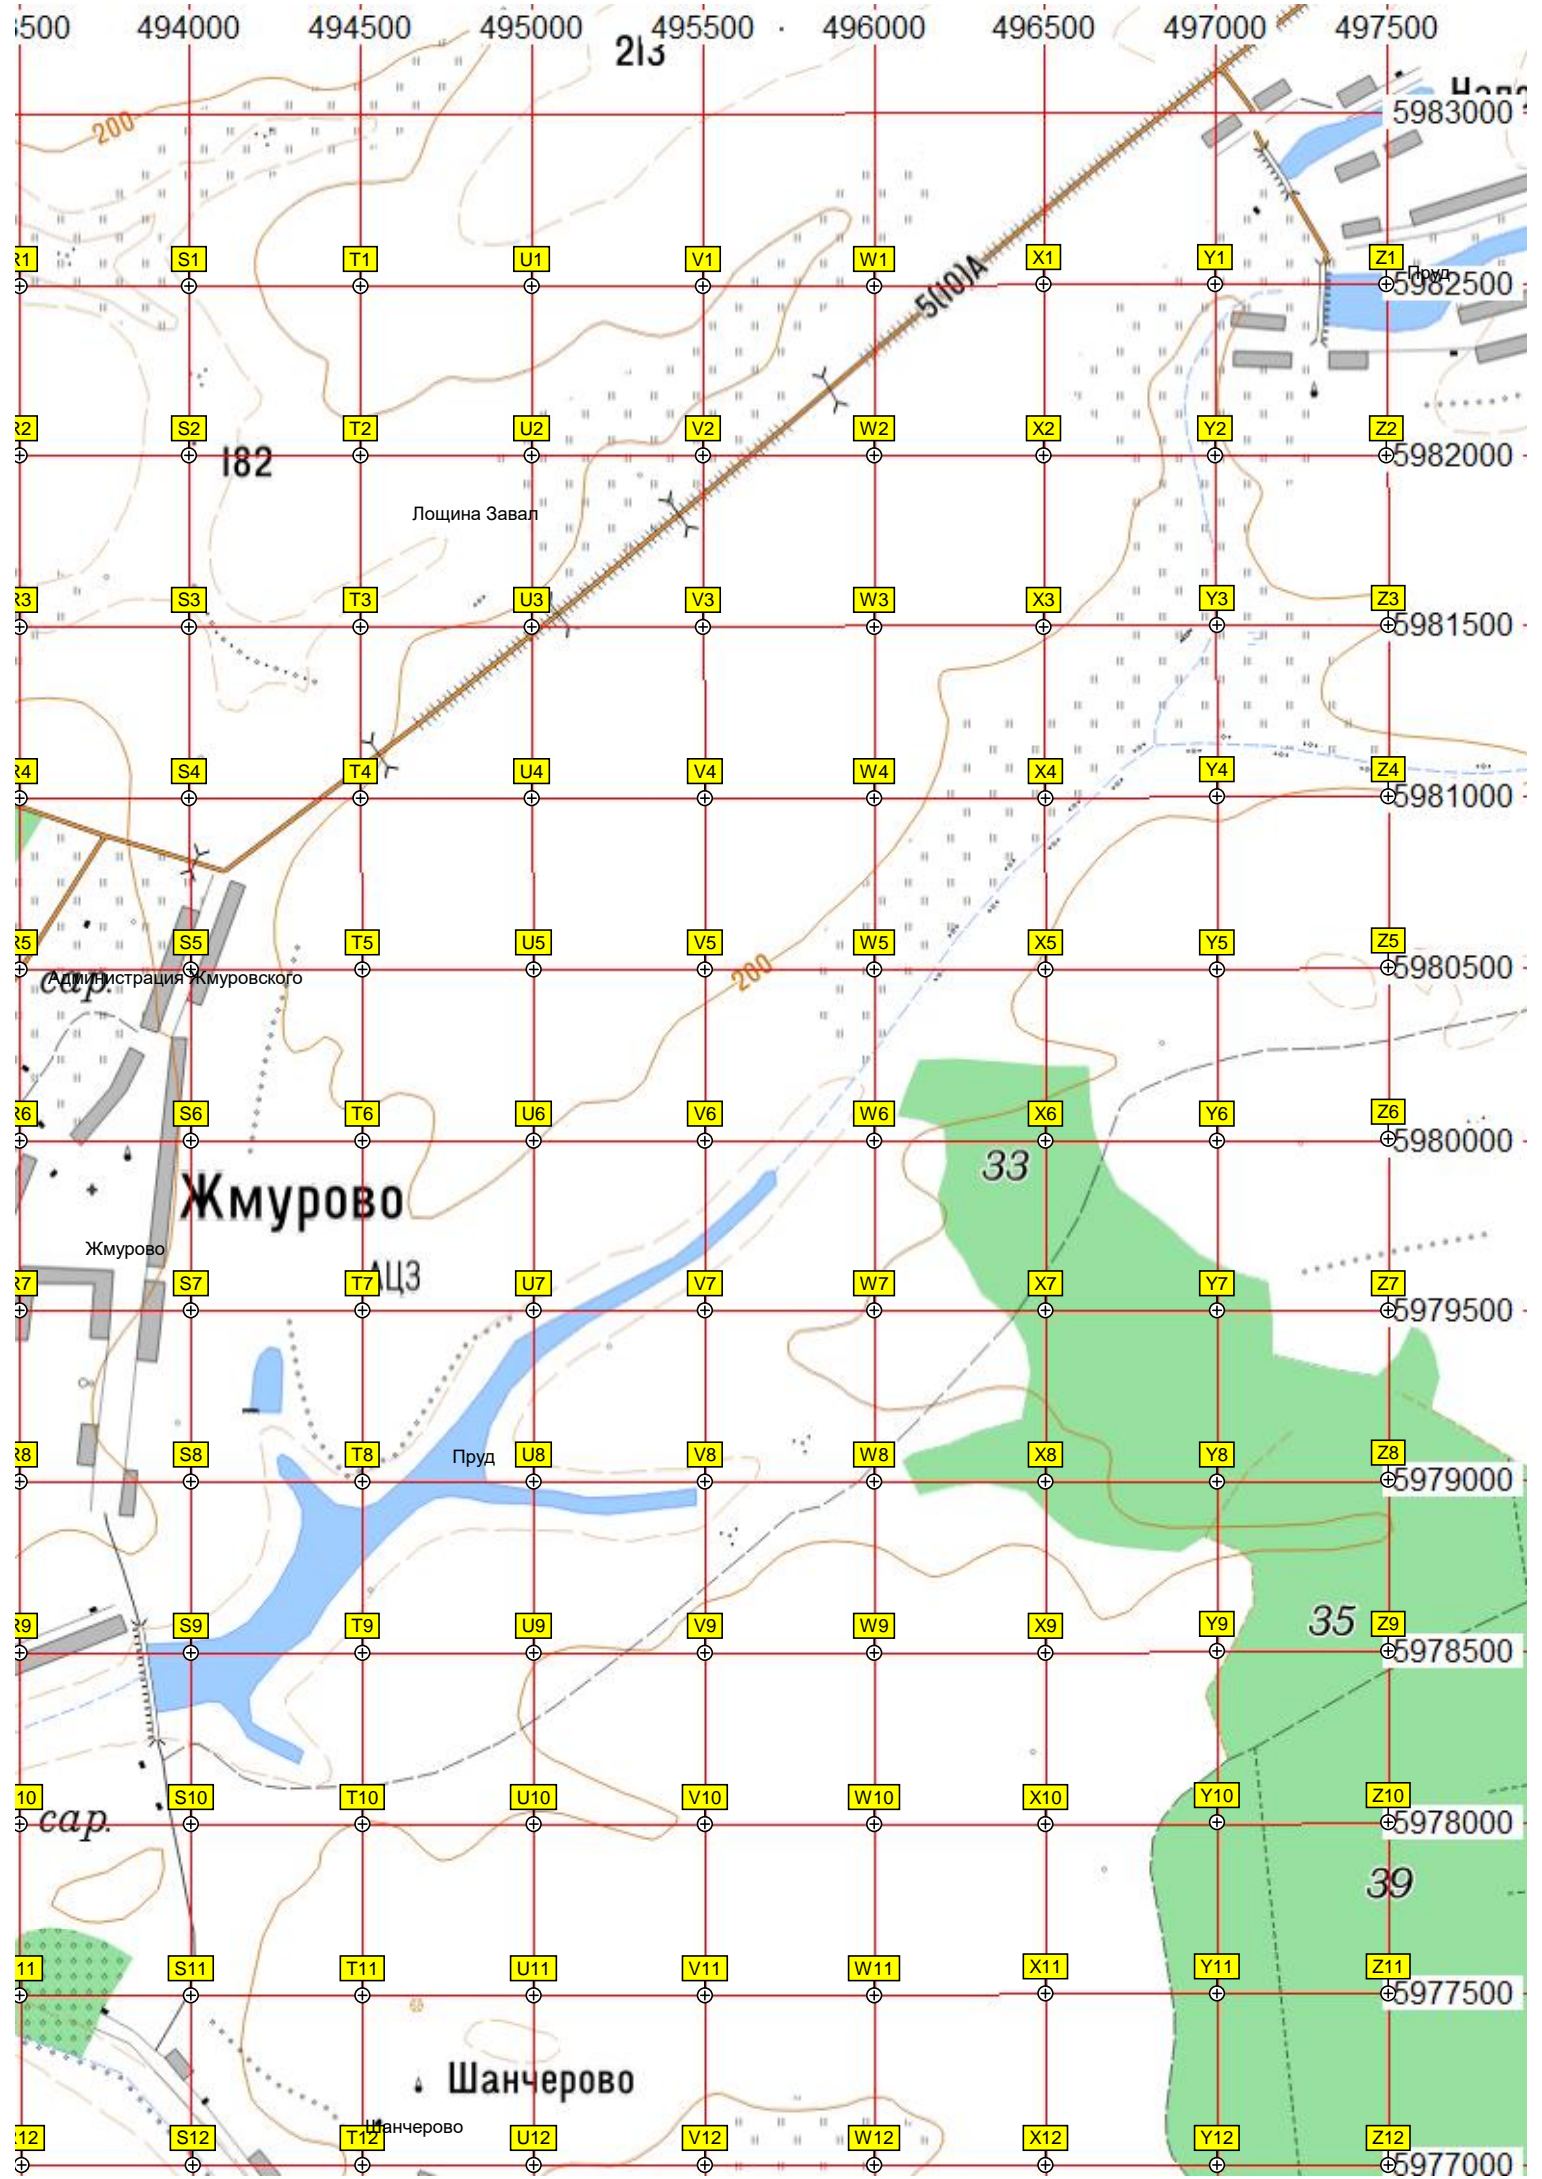 494000 494500 495000 495500 496000 496500 497000 497500
213
200
5983000
S1 T1 U1 V1 W1 X1 Y1 Z1
Пруд
5982500
5(10)А
S2 T2 U2 V2 W2 X2 Y2 Z2
182
5982000
Лощина Завал
S3 T3 U3 V3 W3 X3 Y3 Z3
5981500
S4 T4 U4 V4 W4 X4 Y4 Z4
5981000
S5 T5 U5 V5 W5 X5 Y5 Z5
5980500
сар.
Администрация Жмуровского
200
S6 T6 U6 V6 W6 X6 Y6 Z6
5980000
33
Жмурово
Жмурово
S7 T7 АЦЗ U7 V7 W7 X7 Y7 Z7
5979500
Пруд
S8 T8 U8 V8 W8 X8 Y8 Z8
5979000
35
S9 T9 U9 V9 W9 X9 Y9 Z9
5978500
S10 T10 U10 V10 W10 X10 Y10 Z10
сар.
5978000
39
S11 T11 U11 V11 W11 X11 Y11 Z11
5977500
Шанчерово
Шанчерово
S12 T12 U12 V12 W12 X12 Y12 Z12
5977000